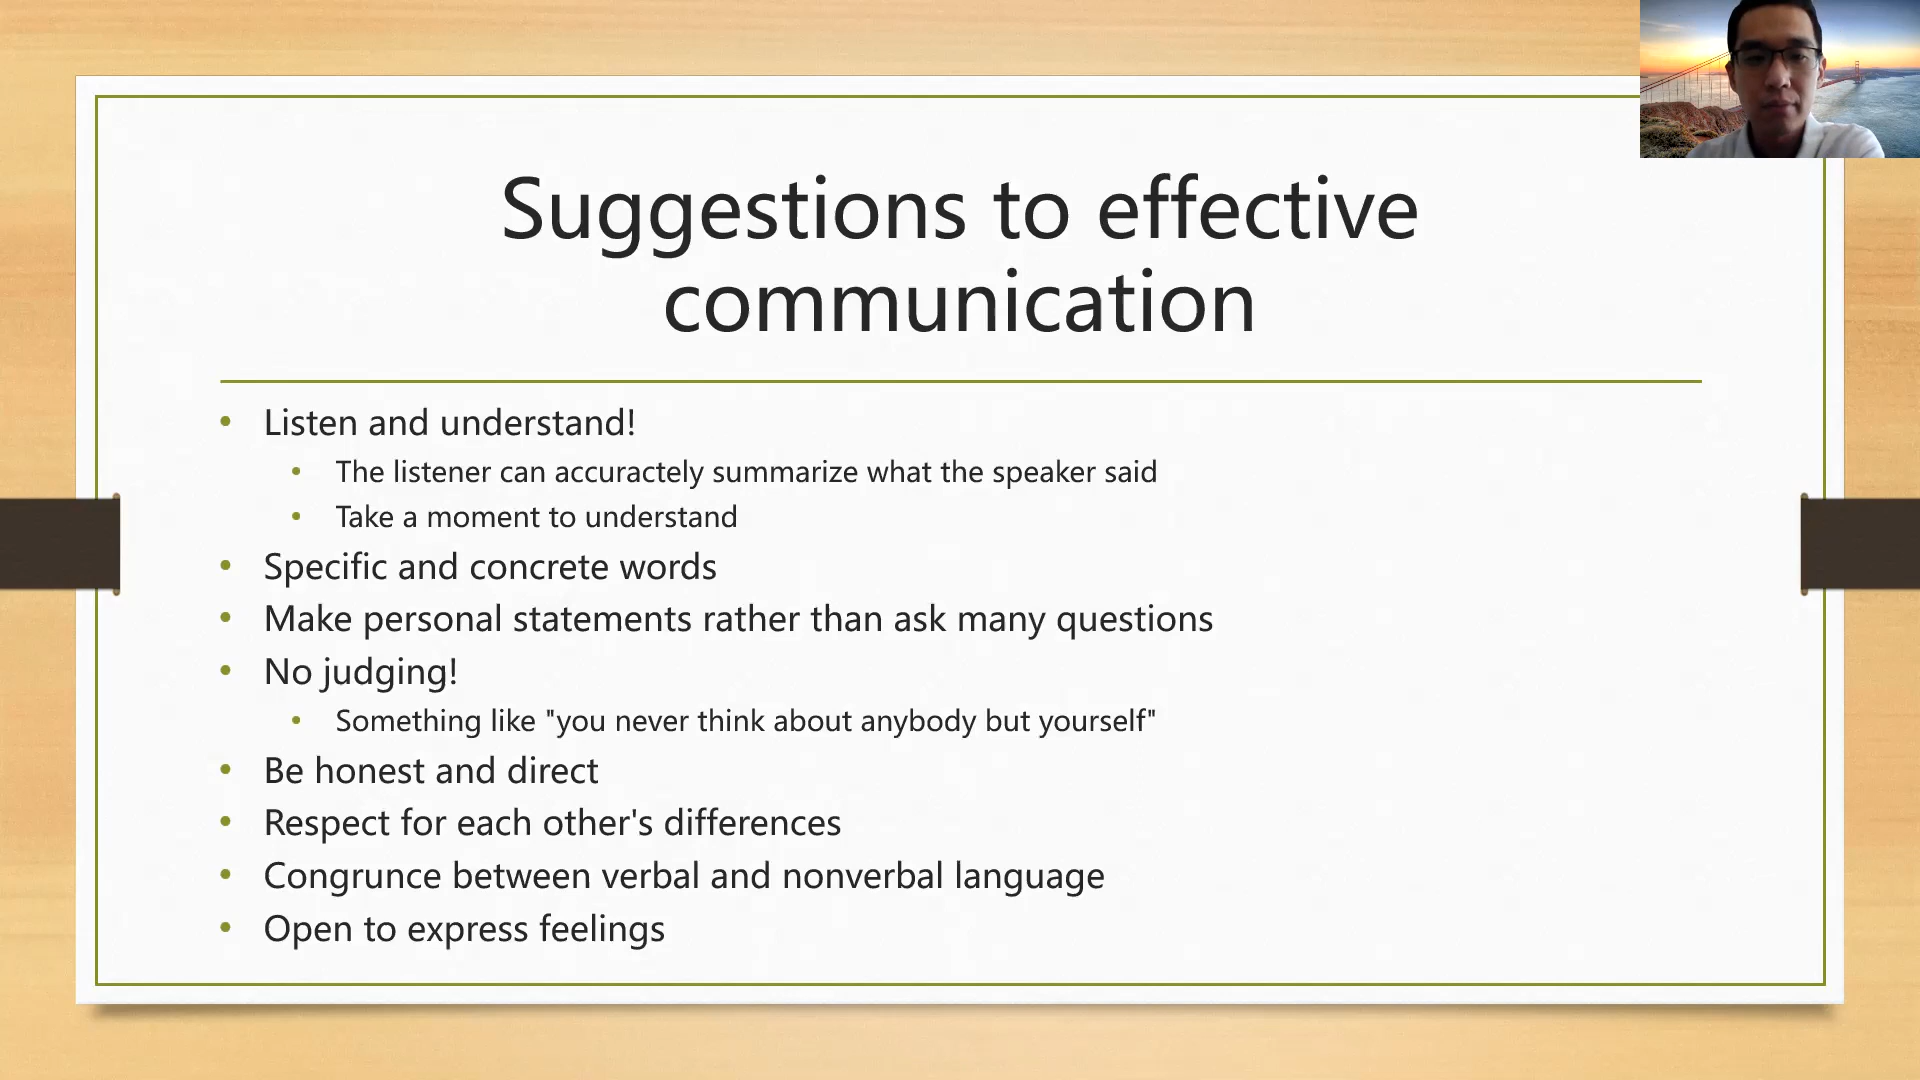 Suggestions to effective
communication
• Listen and understand!
• The listener can accuractely summarize what the speaker said
• Take a moment to understand
• Specific and concrete words
• Make personal statements rather than ask many questions
• No judging!
• Something like "you never think about anybody but yourself"
• Be honest and direct
• Respect for each other's differences
• Congrunce between verbal and nonverbal language
• Open to express feelings